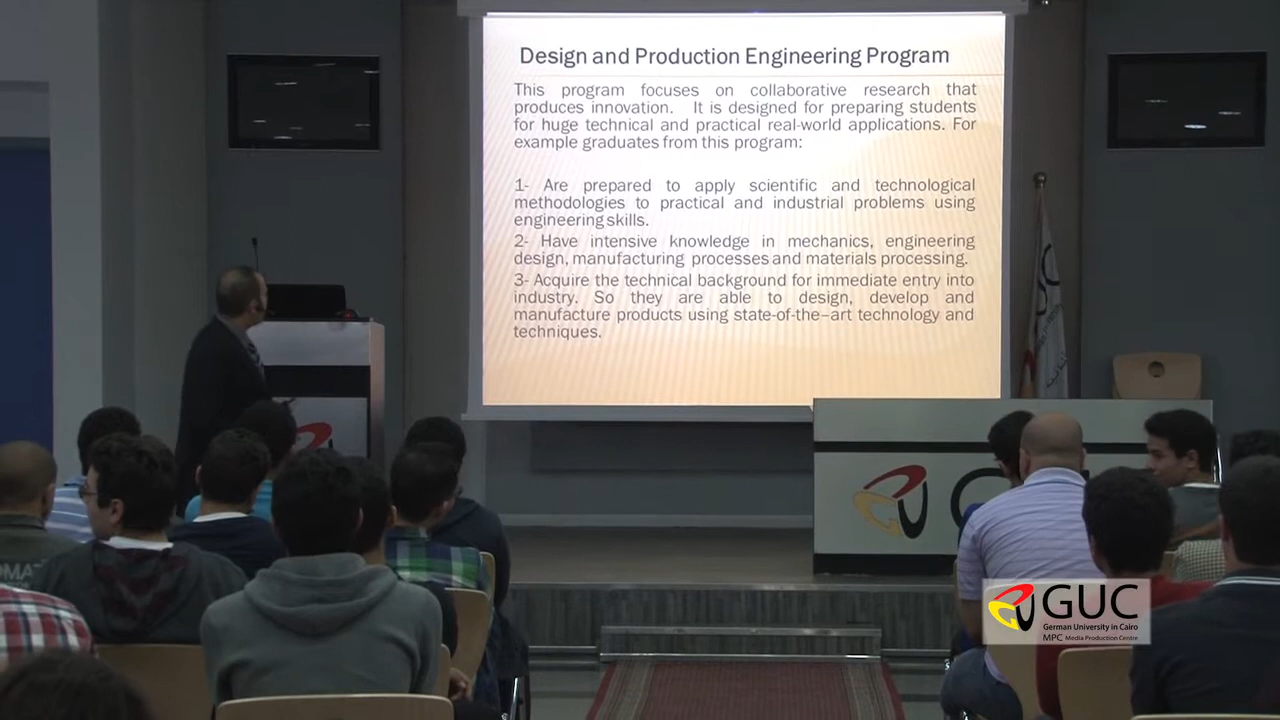 Design and Production Engineering Program
This program focuses on collaborative research that
produces innovation. It is designed for preparing students
for huge technical and practical real-world applications. For
example graduates from this program:
1- Are prepared to apply scientific and technological
methodologies to practical and industrial problems using
engineering skills.
2- Have intensive knowledge in mechanics, engineering
design, manufacturing processes and materials processing.
3- Acquire the technical background for immediate entry into
industry. So they are able to design, develop and
manufacture products using state-of-the–art technology and
techniques.
GUC
German University in Cairo
MPC Media Production Centre